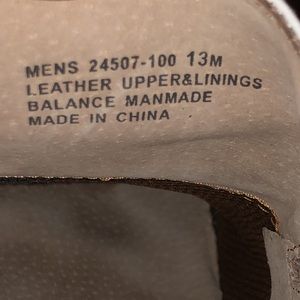 MENS 24507-100 13M
LEATHER UPPER&LININGS
BALANCE MANMADE
MADE IN CHINA